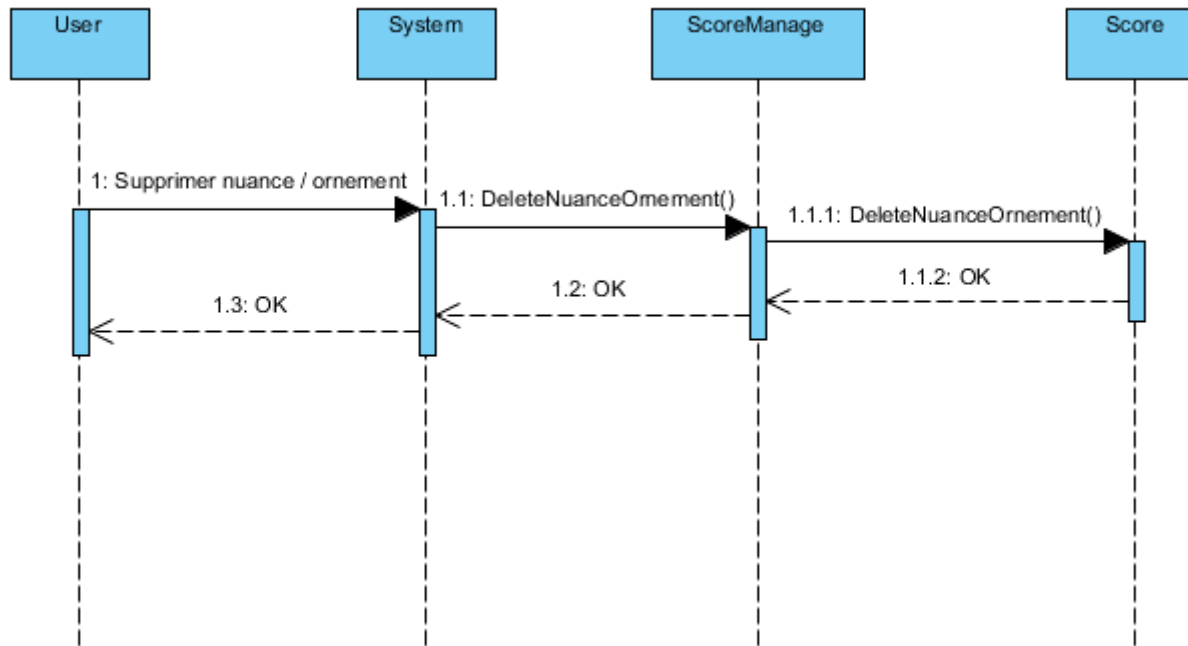 User
System
ScoreManage
Score
1: Supprimer nuance / ornement
1.1: DeleteNuanceOrnement()
1.1.1: DeleteNuanceOrnement()
1.1.2: OK
1.2: OK
1.3: OK